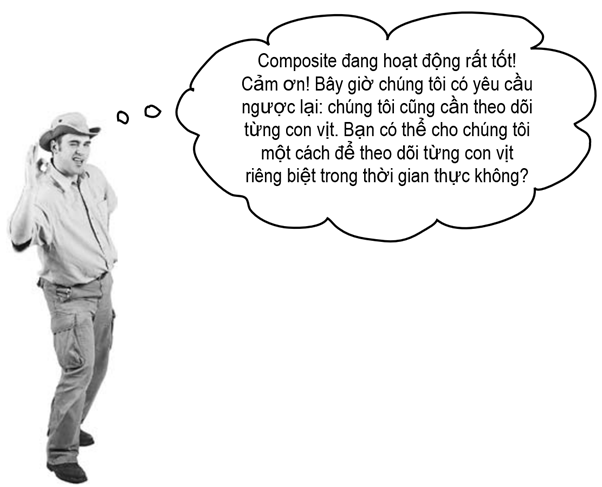 Composite đang hoạt động rất tốt!
Cảm ơn! Bây giờ chúng tôi có yêu cầu
ngược lại: chúng tôi cũng cần theo dõi
từng con vịt. Bạn có thể cho chúng tôi
một cách để theo dõi từng con vịt
riêng biệt trong thời gian thực không?